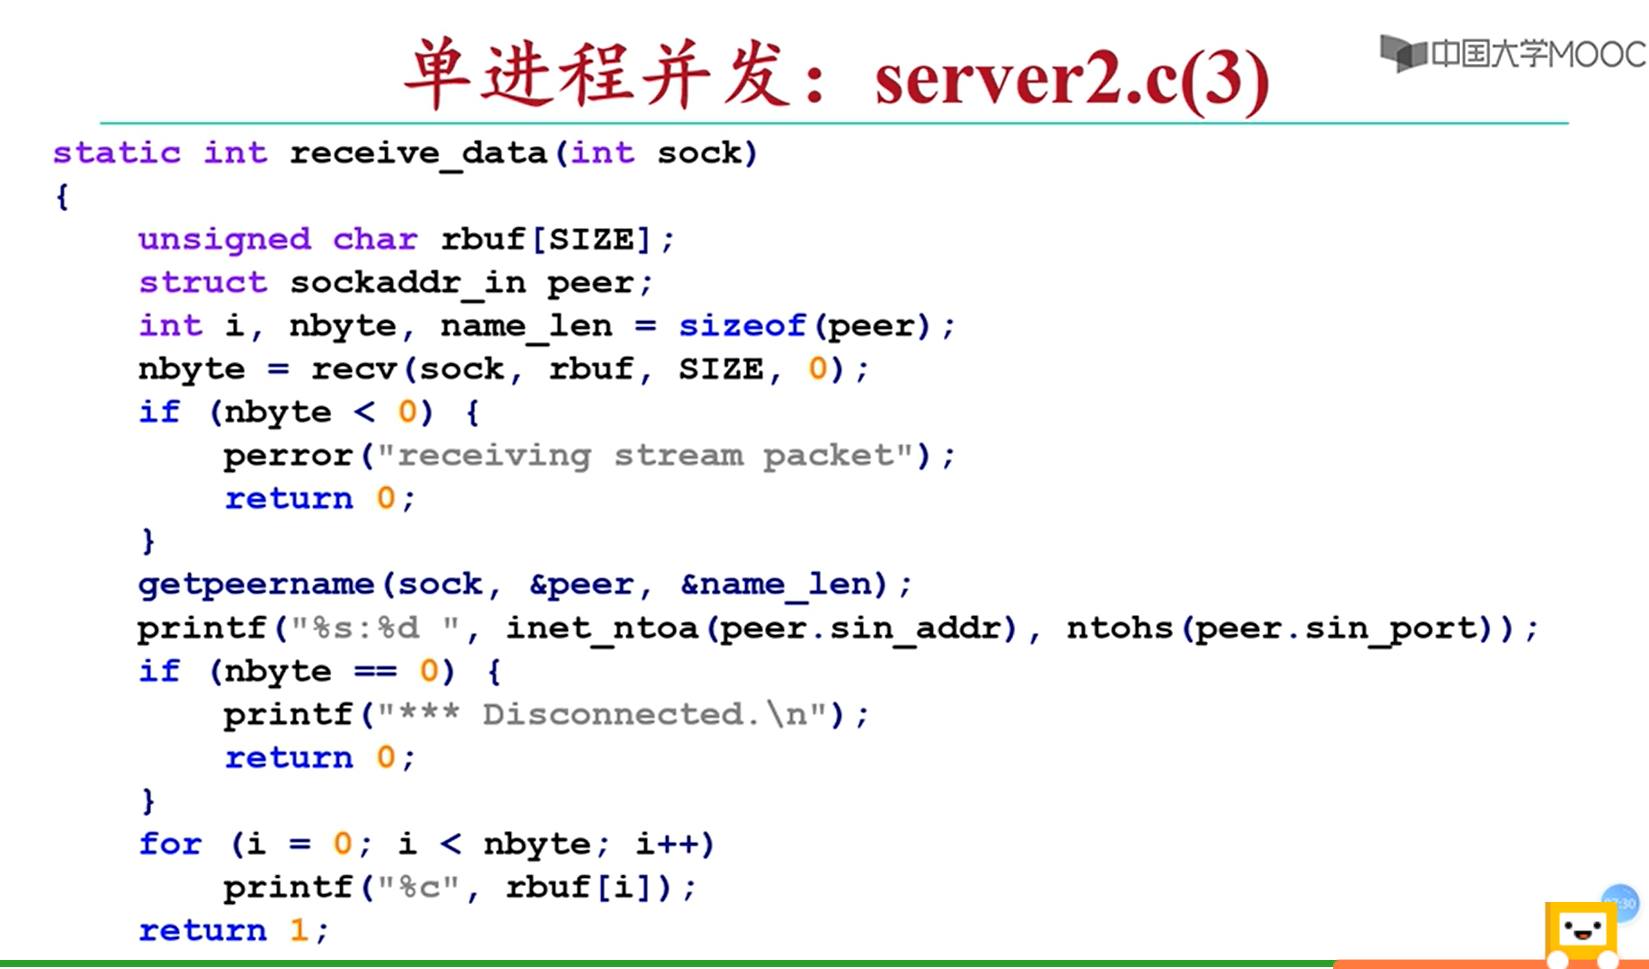 单进程并发：server2.c(3)
中国大学MOOC
static int receive_data(int sock)
{
    unsigned char rbuf[SIZE];
    struct sockaddr_in peer;
    int i, nbyte, name_len = sizeof(peer);
    nbyte = recv(sock, rbuf, SIZE, 0);
    if (nbyte < 0) {
        perror("receiving stream packet");
        return 0;
    }
    getpeername(sock, &peer, &name_len);
    printf("%s:%d ", inet_ntoa(peer.sin_addr), ntohs(peer.sin_port));
    if (nbyte == 0) {
        printf("*** Disconnected.\n");
        return 0;
    }
    for (i = 0; i < nbyte; i++)
        printf("%c", rbuf[i]);
    return 1;